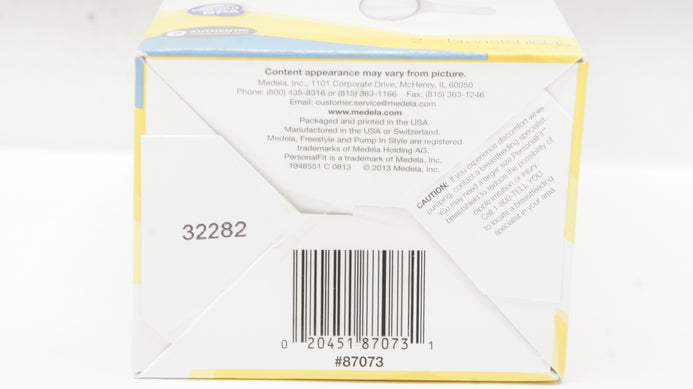 BPA
AUTHENTIC
2 breastshields
Content appearance may vary from picture.
Medela, Inc., 1101 Corporate Drive, McHenry, IL 60050
Phone: (800) 435-8316 or (815) 363-1166 Fax: (815) 363-1246
Email: customer.service@medela.com
www.medela.com
Packaged and printed in the USA.
Manufactured in the USA or Switzerland.
Medela, Freestyle and Pump In Style are registered
trademarks of Medela Holding AG.
PersonalFit is a trademark of Medela, Inc.
1948551 C 0813 © 2013 Medela, Inc.
CAUTION: If you experience discomfort while
pumping, contact a breastfeeding specialist.
You may need a larger size PersonalFit™
breastshield to reduce the possibility of
nipple irritation or injury.
Call 1-800-TELL YOU
to locate a breastfeeding
specialist in your area.
32282
0 20451 87073 1
#87073